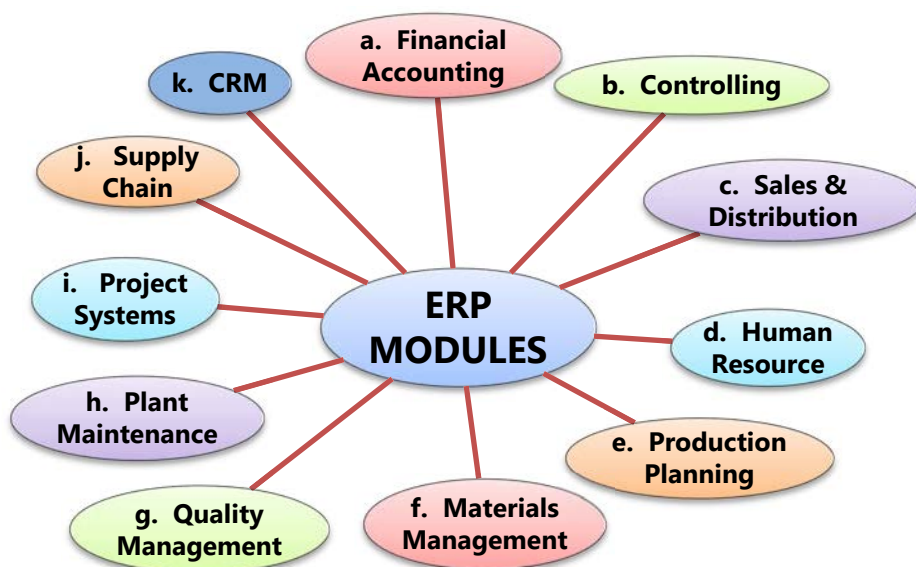 a. Financial
Accounting
b. Controlling
c. Sales &
Distribution
d. Human
Resource
e. Production
Planning
f. Materials
Management
g. Quality
Management
h. Plant
Maintenance
i. Project
Systems
j. Supply
Chain
k. CRM
ERP
MODULES